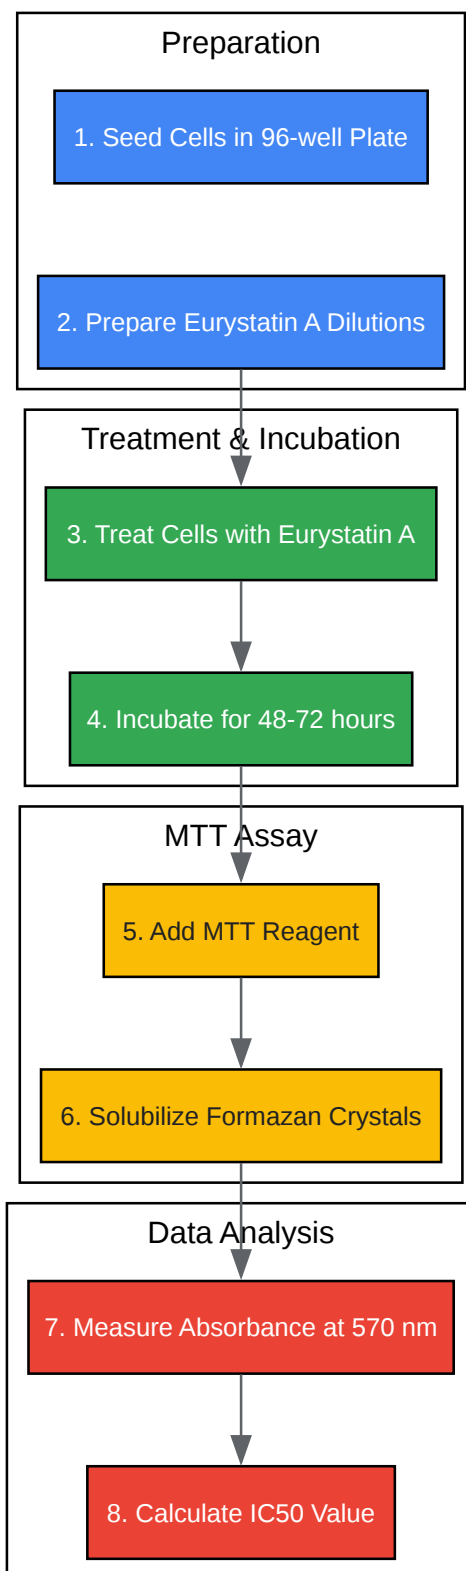 Preparation
1. Seed Cells in 96-well Plate
2. Prepare Eurystatin A Dilutions
Treatment & Incubation
3. Treat Cells with Eurystatin A
4. Incubate for 48-72 hours
MTT Assay
5. Add MTT Reagent
6. Solubilize Formazan Crystals
Data Analysis
7. Measure Absorbance at 570 nm
8. Calculate IC50 Value